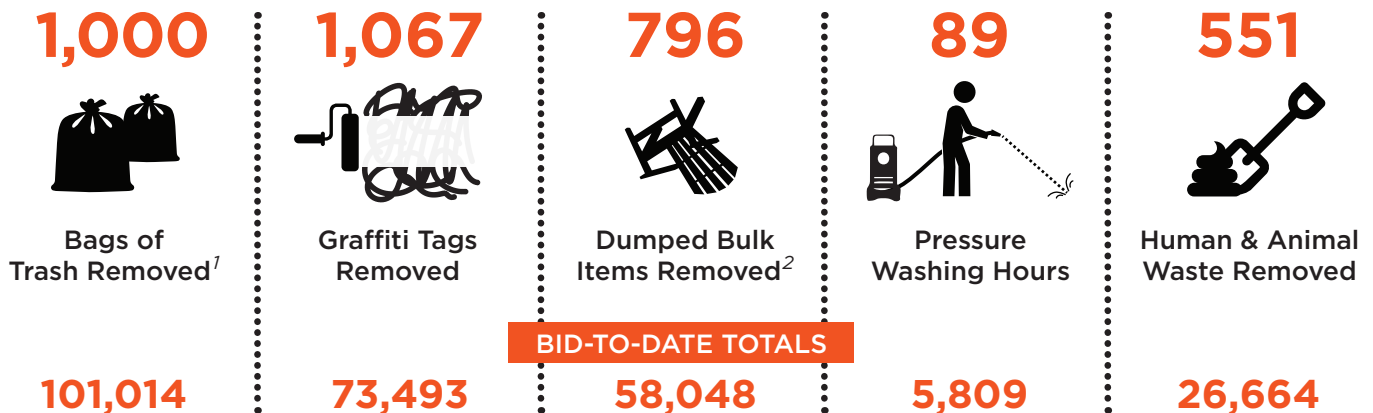 1,000
1,067
796
89
551
Bags of
Trash Removed1
Graffiti Tags
Removed
Dumped Bulk
Items Removed2
Pressure
Washing Hours
Human & Animal
Waste Removed
BID-TO-DATE TOTALS
101,014
73,493
58,048
5,809
26,664